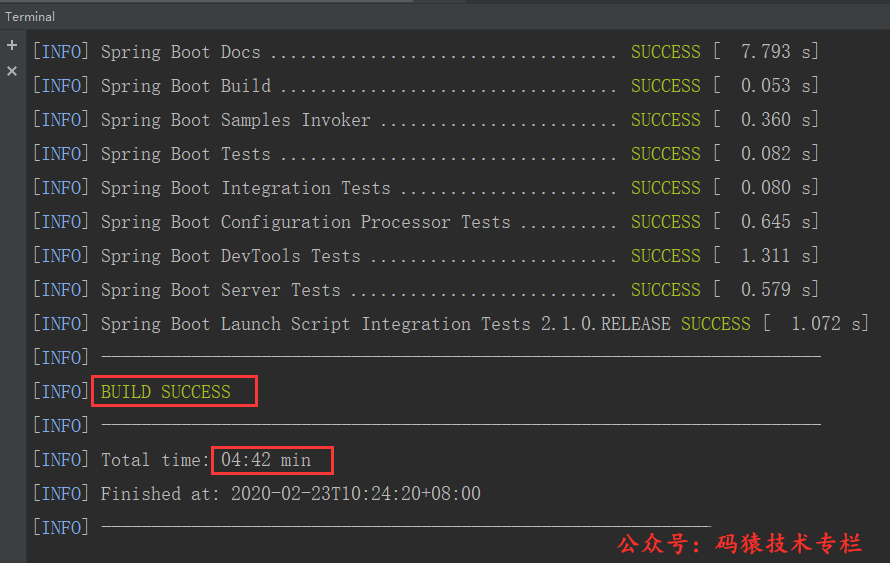 Terminal
[INFO] Spring Boot Docs ................................... SUCCESS [  7.793 s]
[INFO] Spring Boot Build .................................. SUCCESS [  0.053 s]
[INFO] Spring Boot Samples Invoker ........................ SUCCESS [  0.360 s]
[INFO] Spring Boot Tests .................................. SUCCESS [  0.082 s]
[INFO] Spring Boot Integration Tests ...................... SUCCESS [  0.080 s]
[INFO] Spring Boot Configuration Processor Tests .......... SUCCESS [  0.645 s]
[INFO] Spring Boot DevTools Tests ......................... SUCCESS [  1.311 s]
[INFO] Spring Boot Server Tests ........................... SUCCESS [  0.579 s]
[INFO] Spring Boot Launch Script Integration Tests 2.1.0.RELEASE SUCCESS [  1.072 s]
[INFO] ------------------------------------------------------------------------
[INFO] BUILD SUCCESS
[INFO] ------------------------------------------------------------------------
[INFO] Total time: 04:42 min
[INFO] Finished at: 2020-02-23T10:24:20+08:00
[INFO] ------------------------------------------------------------------------
公众号：码猿技术专栏